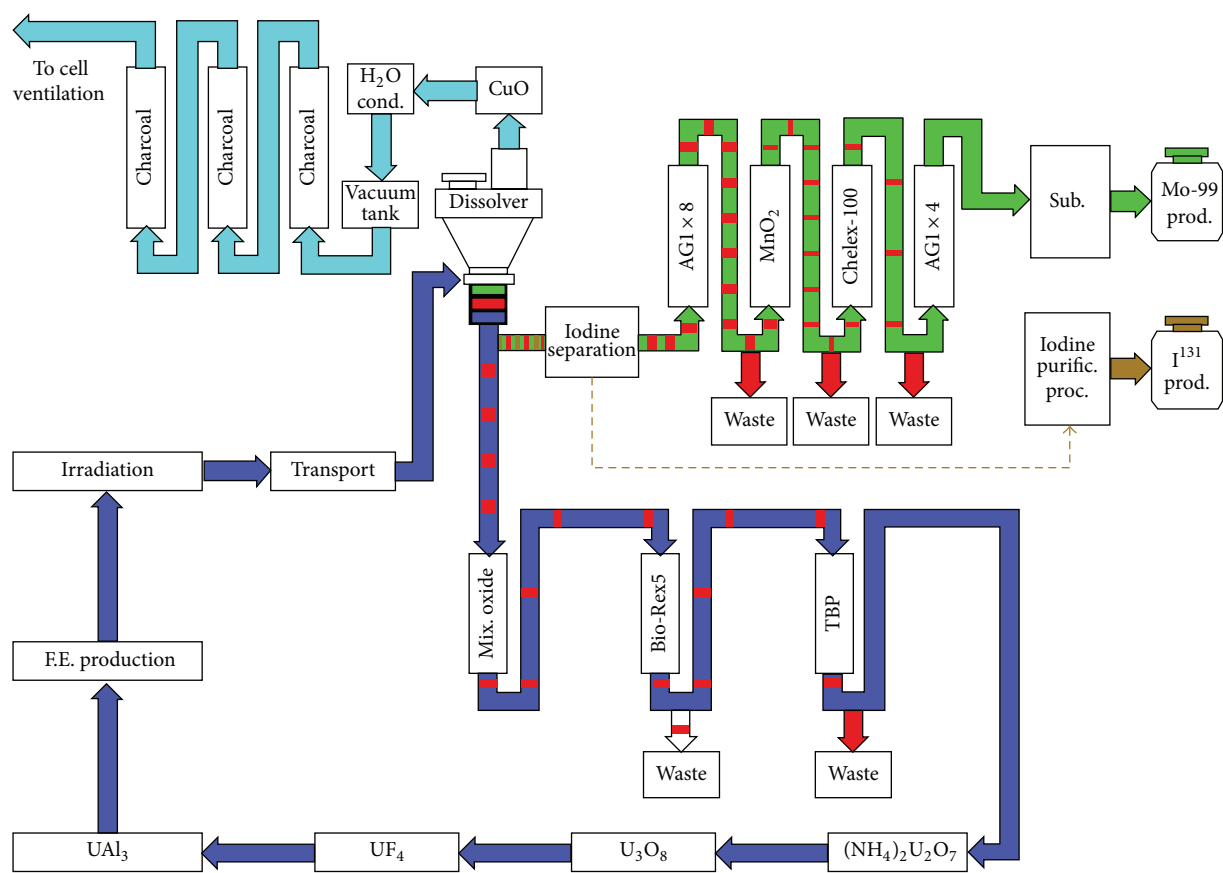 To cell
ventilation
Charcoal
Charcoal
Charcoal
H₂O
cond.
CuO
Vacuum
tank
Dissolver
AG1 × 8
MnO₂
Chelex-100
AG1 × 4
Sub.
Mo-99
prod.
Iodine
separation
Iodine
purific.
proc.
I¹³¹
prod.
Waste
Waste
Waste
Irradiation
Transport
Mix. oxide
Bio-Rex5
TBP
F.E. production
Waste
Waste
UAl₃
UF₄
U₃O₈
(NH₄)₂U₂O₇